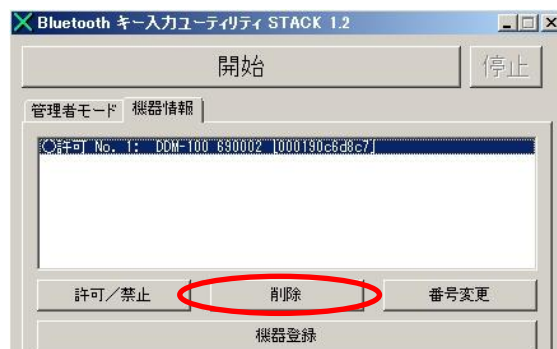 Bluetooth キー入力ユーティリティ STACK 1.2
開始
停止
管理者モード 機器情報
○許可 No. 1: DDM-100 690002 [000190c6d8c7]
許可／禁止 削除 番号変更
機器登録